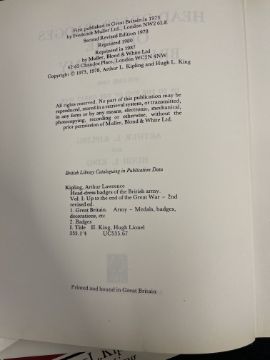 First published in Great Britain in 1973
by Frederick Muller Ltd., London NW2 6LE
Second Revised Edition 1978
Reprinted 1980
Reprinted in 1987
by Muller, Blond & White Ltd
62-65 Chandos Place, London WC2N 4NW
Copyright © 1973, 1978, Arthur L. Kipling and Hugh L. King
All rights reserved. No part of this publication may be
reproduced, stored in a retrieval system, or transmitted,
in any form or by any means, electronic, mechanical,
photocopying, recording or otherwise, without the
prior permission of Muller, Blond & White Ltd.
British Library Cataloguing in Publication Data
Kipling, Arthur Lawrence
Head-dress badges of the British army.
Vol 1: Up to the end of the Great War – 2nd
revised ed.
1. Great Britain. Army – Medals, badges,
decorations, etc
2. Badges
I. Title II. King, Hugh Lionel
355.1'4 UC535.G7
Printed and bound in Great Britain